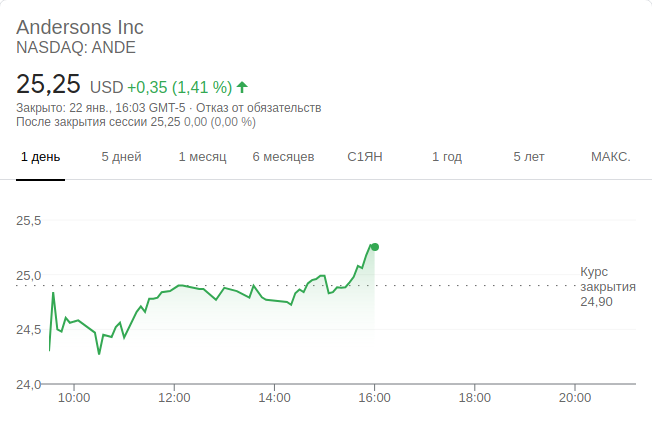 Andersons Inc
NASDAQ: ANDE
25,25 USD +0,35 (1,41 %)
Закрыто: 22 янв., 16:03 GMT-5 · Отказ от обязательств
После закрытия сессии 25,25 0,00 (0,00 %)
1 день 5 дней 1 месяц 6 месяцев С1ЯН 1 год 5 лет МАКС.
25,5
25,0
Курс
закрытия
24,90
24,5
24,0
10:00 12:00 14:00 16:00 18:00 20:00